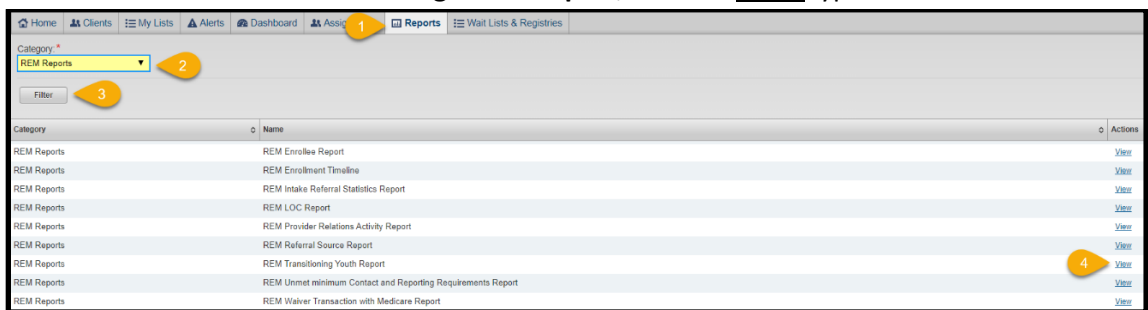 Home Clients My Lists Alerts Dashboard 1 Reports Wait Lists & Registries
Category:*
REM Reports 2
Filter 3
Category Name Actions
REM Reports REM Enrollee Report View
REM Reports REM Enrollment Timeline View
REM Reports REM Intake Referral Statistics Report View
REM Reports REM LOC Report View
REM Reports REM Provider Relations Activity Report View
REM Reports REM Referral Source Report View
REM Reports REM Transitioning Youth Report 4 View
REM Reports REM Unmet minimum Contact and Reporting Requirements Report View
REM Reports REM Waiver Transaction with Medicare Report View